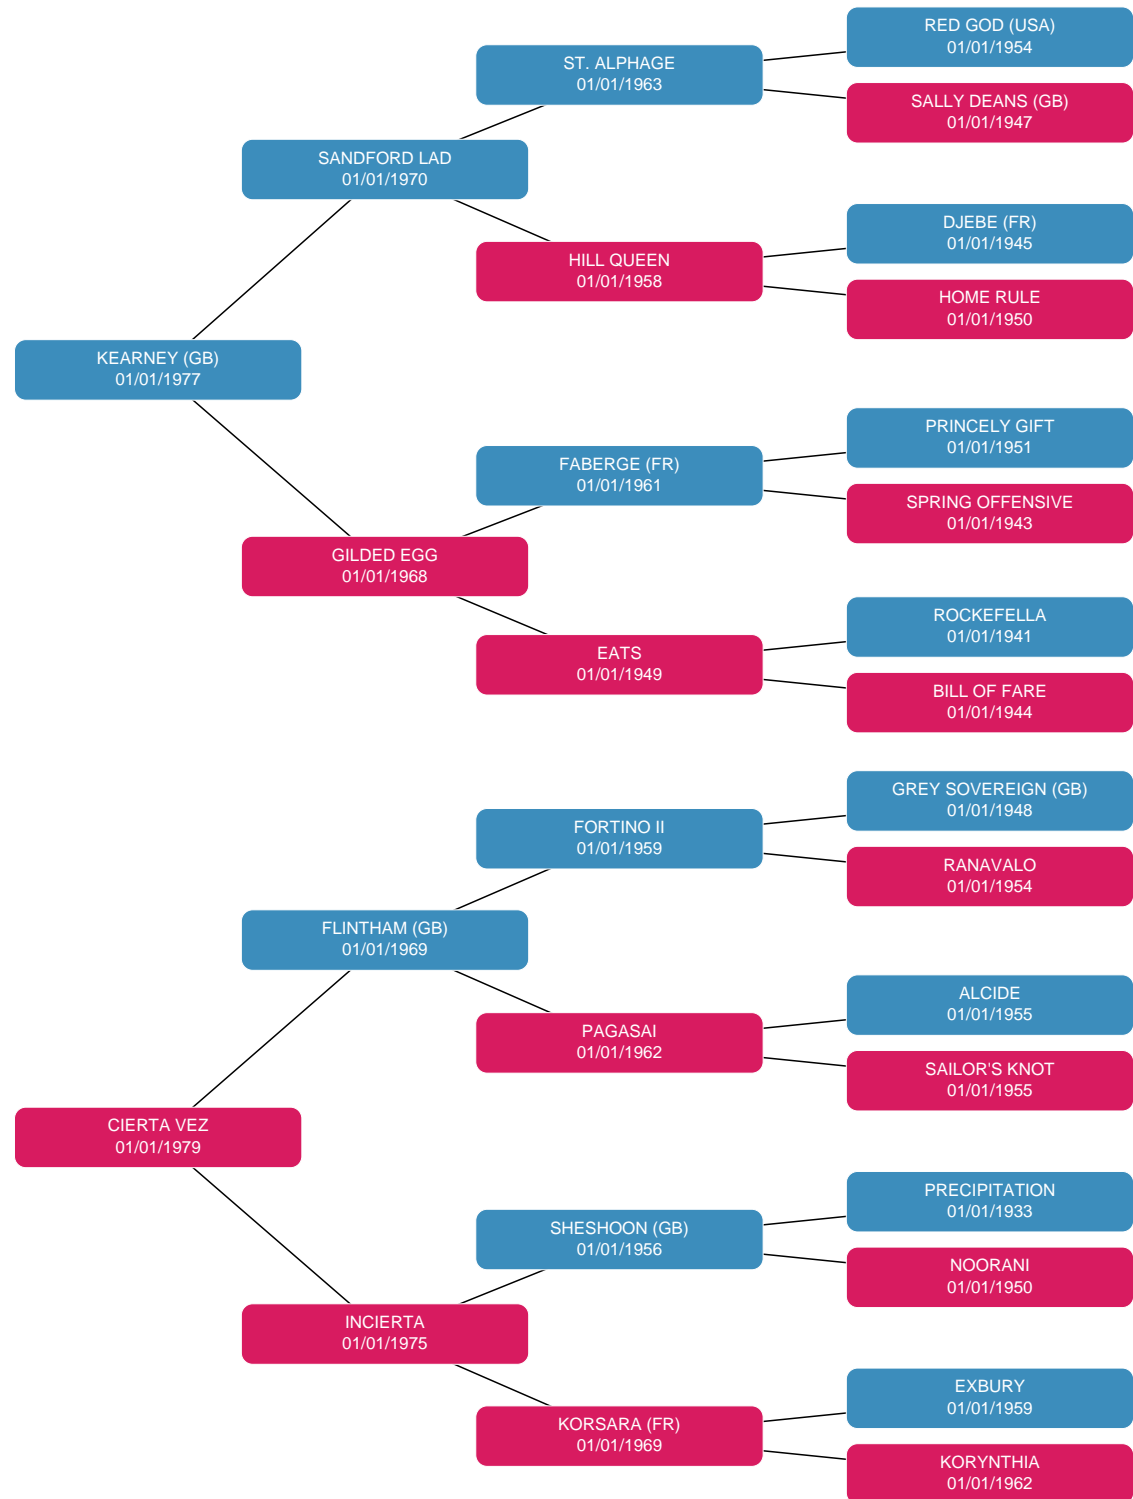 RED GOD (USA)
01/01/1954
ST. ALPHAGE
01/01/1963
SALLY DEANS (GB)
01/01/1947
SANDFORD LAD
01/01/1970
DJEBE (FR)
01/01/1945
HILL QUEEN
01/01/1958
HOME RULE
01/01/1950
KEARNEY (GB)
01/01/1977
PRINCELY GIFT
01/01/1951
FABERGE (FR)
01/01/1961
SPRING OFFENSIVE
01/01/1943
GILDED EGG
01/01/1968
ROCKEFELLA
01/01/1941
EATS
01/01/1949
BILL OF FARE
01/01/1944
GREY SOVEREIGN (GB)
01/01/1948
FORTINO II
01/01/1959
RANAVALO
01/01/1954
FLINTHAM (GB)
01/01/1969
ALCIDE
01/01/1955
PAGASAI
01/01/1962
SAILOR'S KNOT
01/01/1955
CIERTA VEZ
01/01/1979
PRECIPITATION
01/01/1933
SHESHOON (GB)
01/01/1956
NOORANI
01/01/1950
INCIERTA
01/01/1975
EXBURY
01/01/1959
KORSARA (FR)
01/01/1969
KORYNTHIA
01/01/1962